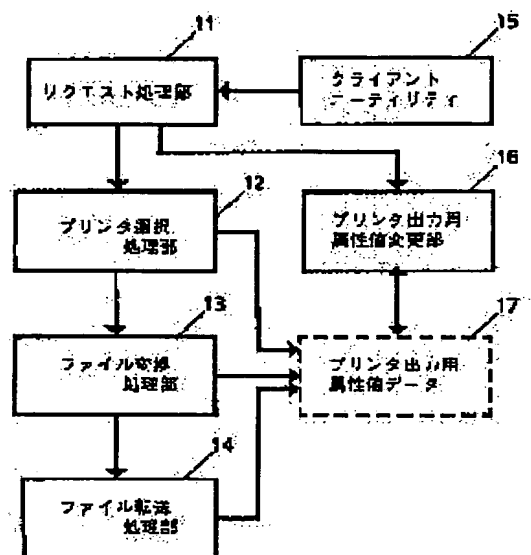 11
15
リクエスト処理部
クライアント
ユーティリティ
12
16
プリンタ選択
処理部
プリンタ出力用
属性値変更部
13
17
ファイル変換
処理部
プリンタ出力用
属性値データ
14
ファイル転送
処理部